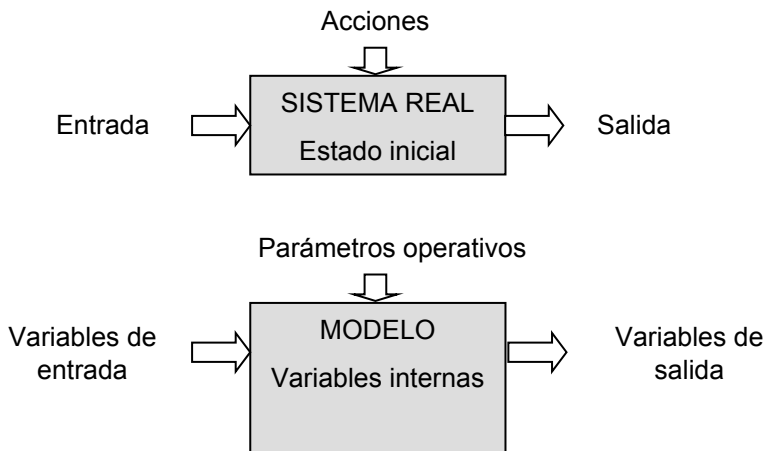 Acciones
SISTEMA REAL
Entrada
Salida
Estado inicial
Parámetros operativos
MODELO
Variables de
entrada
Variables internas
Variables de
salida